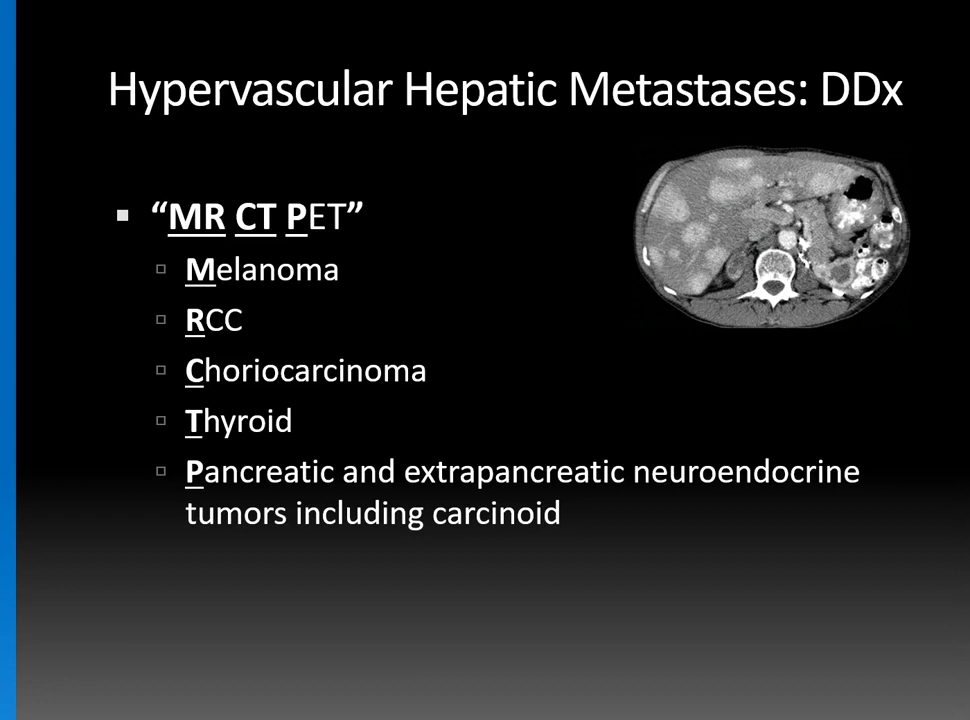 Hypervascular Hepatic Metastases: DDx
“MR CT PET”
Melanoma
RCC
Choriocarcinoma
Thyroid
Pancreatic and extrapancreatic neuroendocrine
tumors including carcinoid